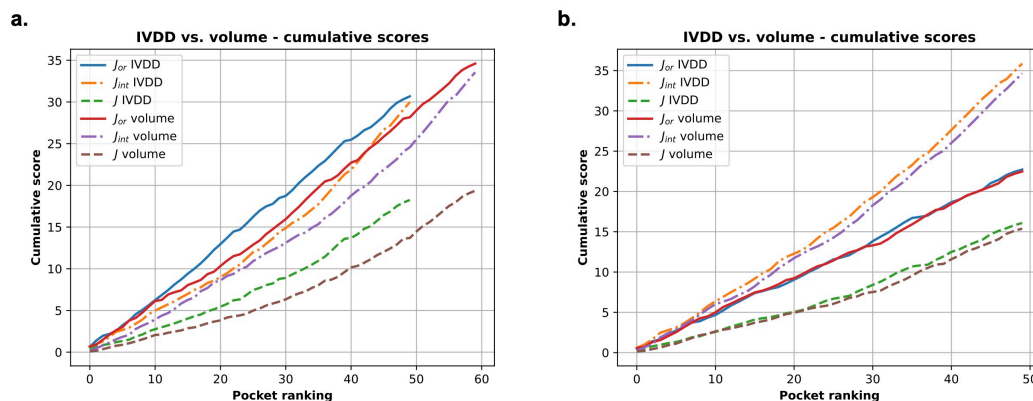 a.
IVDD vs. volume - cumulative scores
Cumulative score
35
30
25
20
15
10
5
0
J_or IVDD
J_int IVDD
J IVDD
J_or volume
J_int volume
J volume
0 10 20 30 40 50 60
Pocket ranking
b.
IVDD vs. volume - cumulative scores
Cumulative score
35
30
25
20
15
10
5
0
J_or IVDD
J_int IVDD
J IVDD
J_or volume
J_int volume
J volume
0 10 20 30 40 50
Pocket ranking